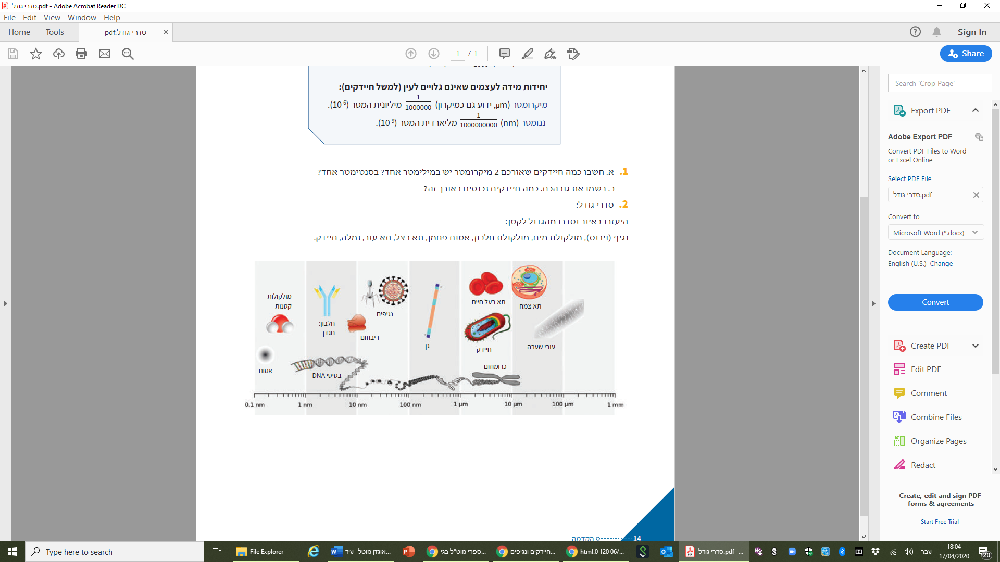 סדרי גודל.pdf - Adobe Acrobat Reader DC
File Edit View Window Help
Home Tools סדרי גודל.pdf
Sign In
1 / 1
Share
יחידות מידה לעצמים שאינם גלויים לעין (למשל חיידקים):
מיקרומטר (μm, ידוע גם כמיקרון) 1/1000000 מיליונית המטר (10-6).
ננומטר (nm) 1/1000000000 מליארדית המטר (10-9).
1. א. חשבו כמה חיידקים שאורכם 2 מיקרומטר יש במילימטר אחד? בסנטימטר אחד?
ב. רשמו את גובהכם. כמה חיידקים נכנסים באורך זה?
2. סדרי גודל:
היעזרו באיור וסדרו מהגדול לקטן:
נגיף (וירוס), מולקולת מים, מולקולת חלבון, אטום פחמן, תא בצל, תא עור, נמלה, חיידק.
מולקולות
קטנות
אטום
חלבון:
נוגדן
בסיסי DNA
נגיפים
ריבוזום
גן
תא בעל חיים
חיידק
כרומוזום
תא צמח
עובי שערה
0.1 nm 1 nm 10 nm 100 nm 1 μm 10 μm 100 μm 1 mm
הקדמה 14
Search 'Crop Page'
Export PDF
Adobe Export PDF
Convert PDF Files to Word
or Excel Online
Select PDF File
סדרי גודל.pdf
Convert to
Microsoft Word (*.docx)
Document Language:
English (U.S.) Change
Convert
Create PDF
Edit PDF
Comment
Combine Files
Organize Pages
Redact
Create, edit and sign PDF
forms & agreements
Start Free Trial
Type here to search
File Explorer
אוגדן מוטל -עיד...
ספרי מוט"ל בגי...
חיידקים ונגיפים...
html.0 120 06/...
סדרי גודל.pdf -...
עבר
18:04
17/04/2020
20